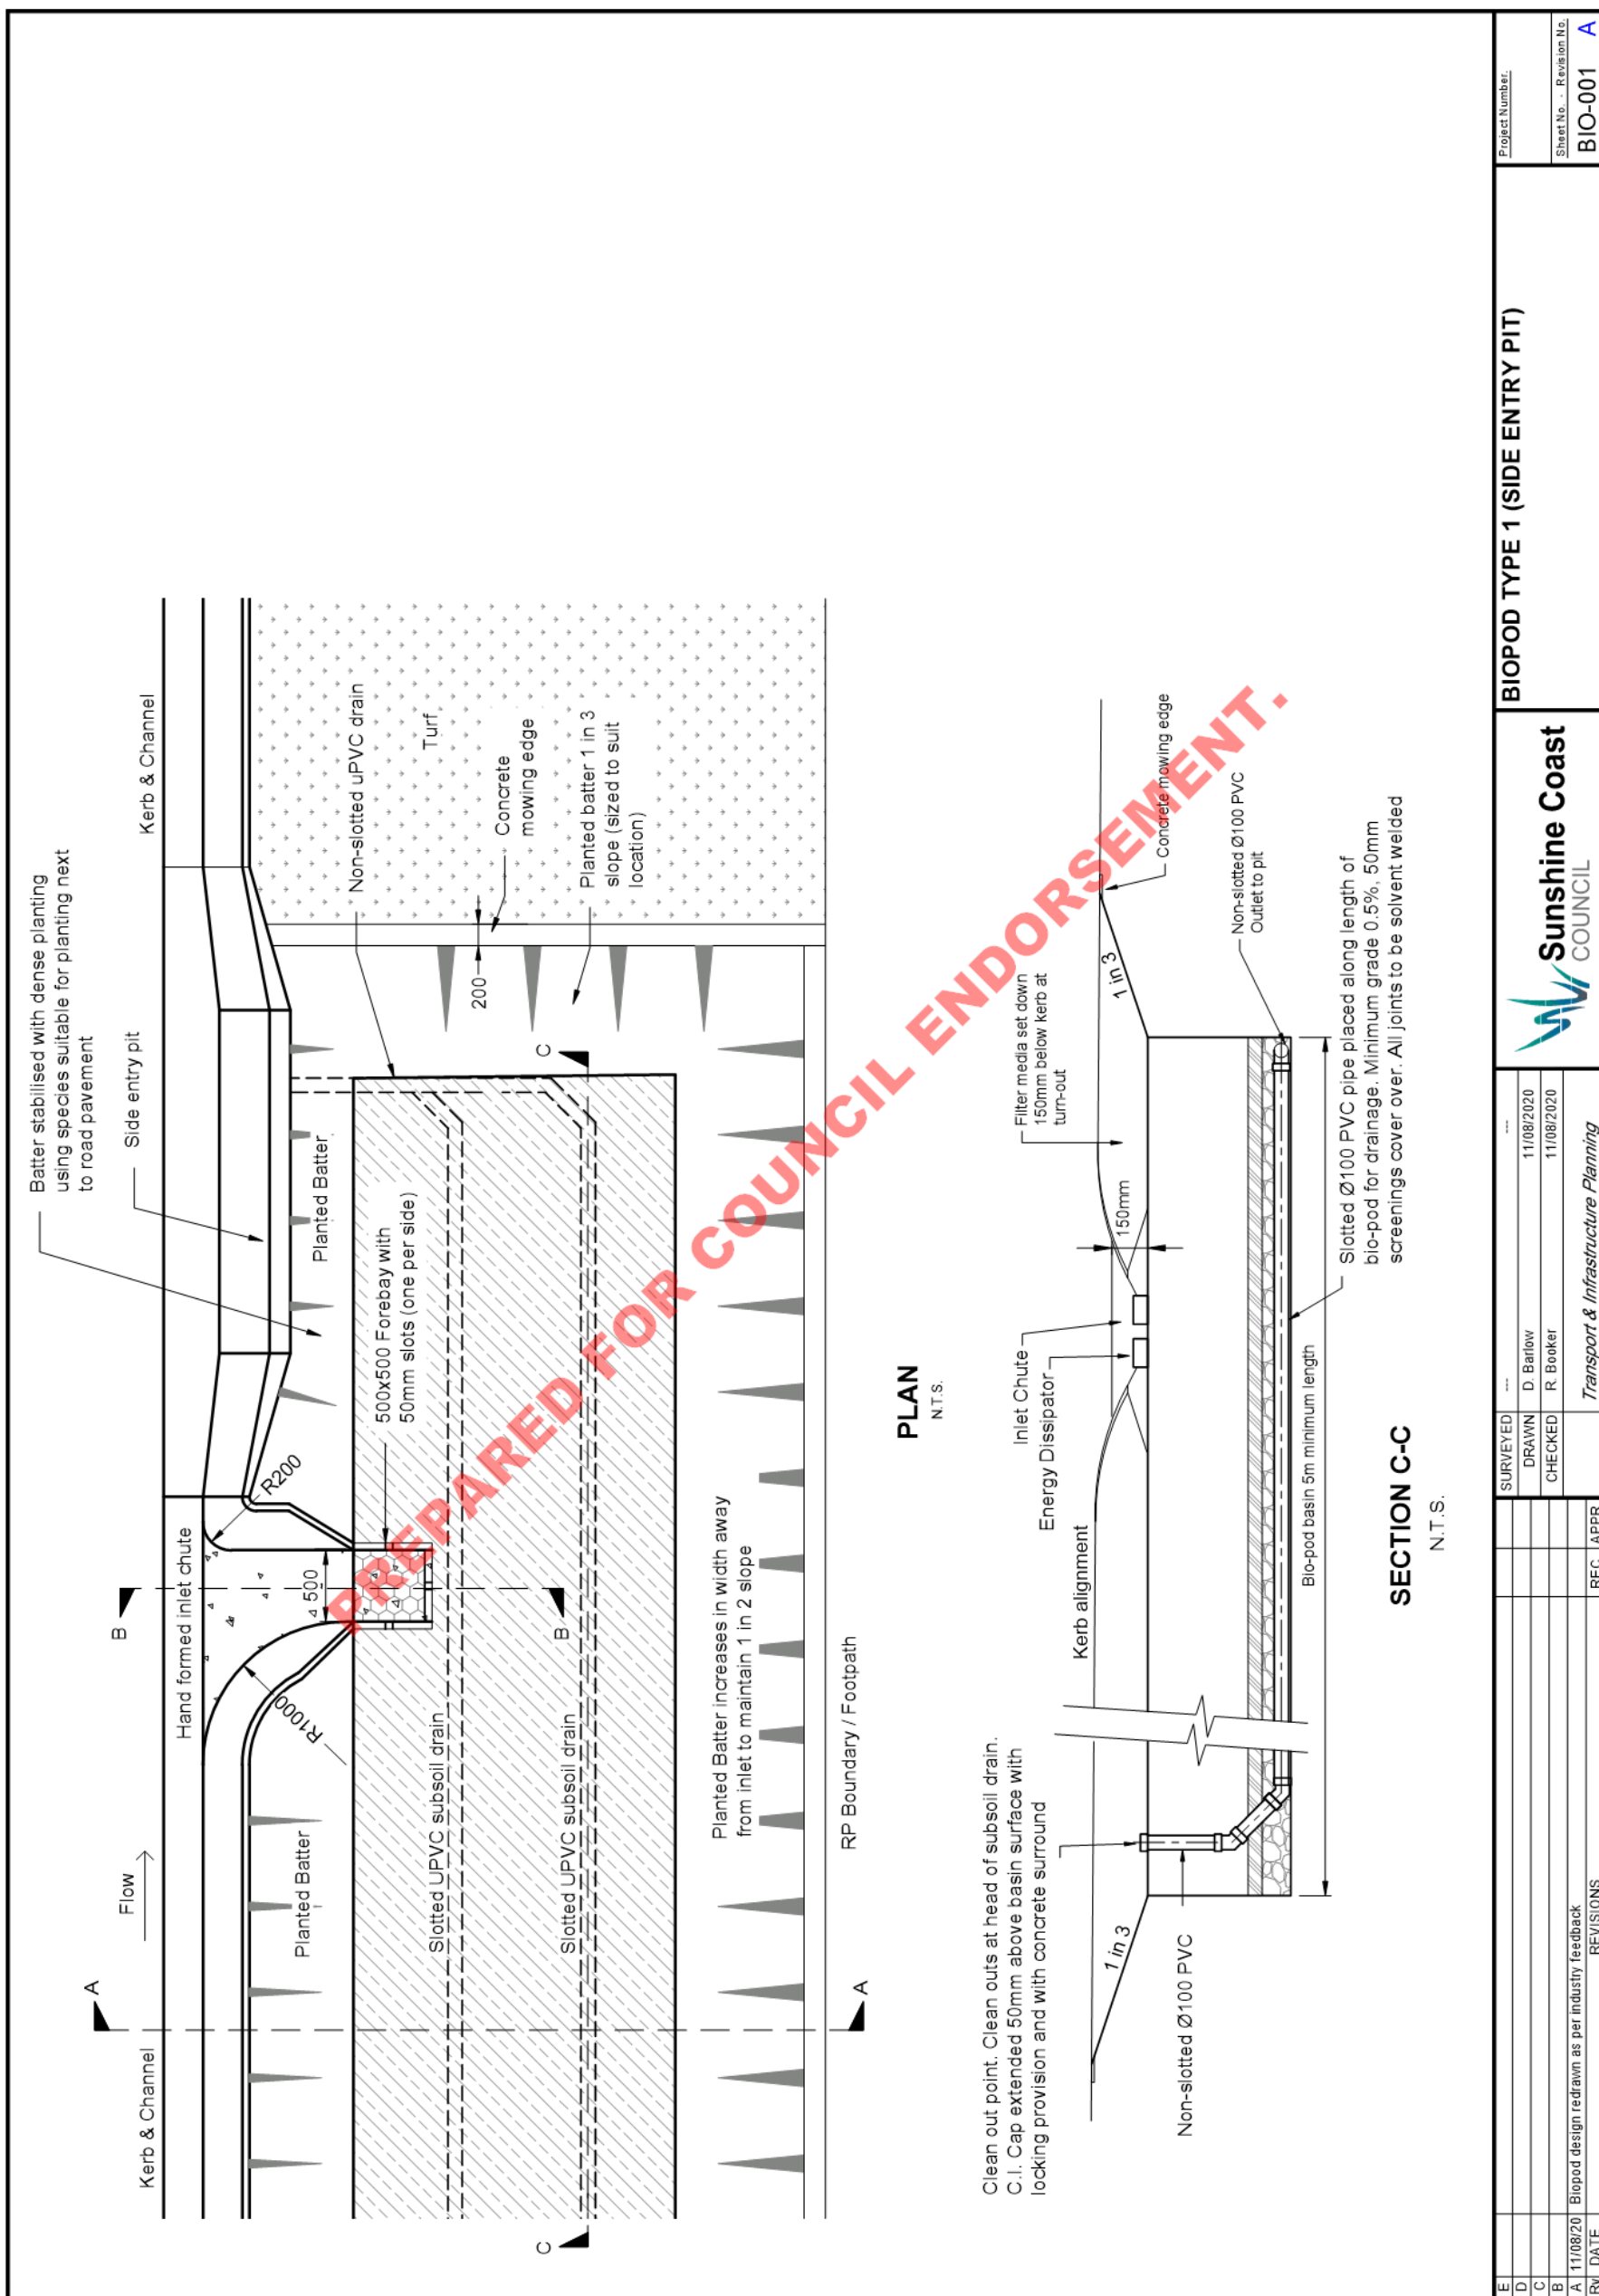 Batter stabilised with dense planting
using species suitable for planting next
to road pavement
Side entry pit
Kerb & Channel
Flow
Kerb & Channel
A
B
Hand formed inlet chute
R200
R1000
500
Planted Batter
Planted Batter
500x500 Forebay with
50mm slots (one per side)
Non-slotted uPVC drain
Turf
Concrete
mowing edge
200
Planted batter 1 in 3
slope (sized to suit
location)
Slotted UPVC subsoil drain
Slotted UPVC subsoil drain
B
C
C
Planted Batter increases in width away
from inlet to maintain 1 in 2 slope
RP Boundary / Footpath
A
PLAN
N.T.S.
PREPARED FOR COUNCIL ENDORSEMENT.
Clean out point. Clean outs at head of subsoil drain.
C.I. Cap extended 50mm above basin surface with
locking provision and with concrete surround
Kerb alignment
Inlet Chute
Energy Dissipator
150mm
Filter media set down
150mm below kerb at
turn-out
1 in 3
1 in 3
Concrete mowing edge
Non-slotted Ø100 PVC
Non-slotted Ø100 PVC
Outlet to pit
Bio-pod basin 5m minimum length
Slotted Ø100 PVC pipe placed along length of
bio-pod for drainage. Minimum grade 0.5%, 50mm
screenings cover over. All joints to be solvent welded
SECTION C-C
N.T.S.
E
D
C
B
A 11/08/20 Biopod design redrawn as per industry feedback
Rv DATE REVISIONS REC APPR
SURVEYED --- ---
DRAWN D. Barlow 11/08/2020
CHECKED R. Booker 11/08/2020
Transport & Infrastructure Planning
Sunshine Coast
COUNCIL
BIOPOD TYPE 1 (SIDE ENTRY PIT)
Project Number.
Sheet No. - Revision No.
BIO-001 A